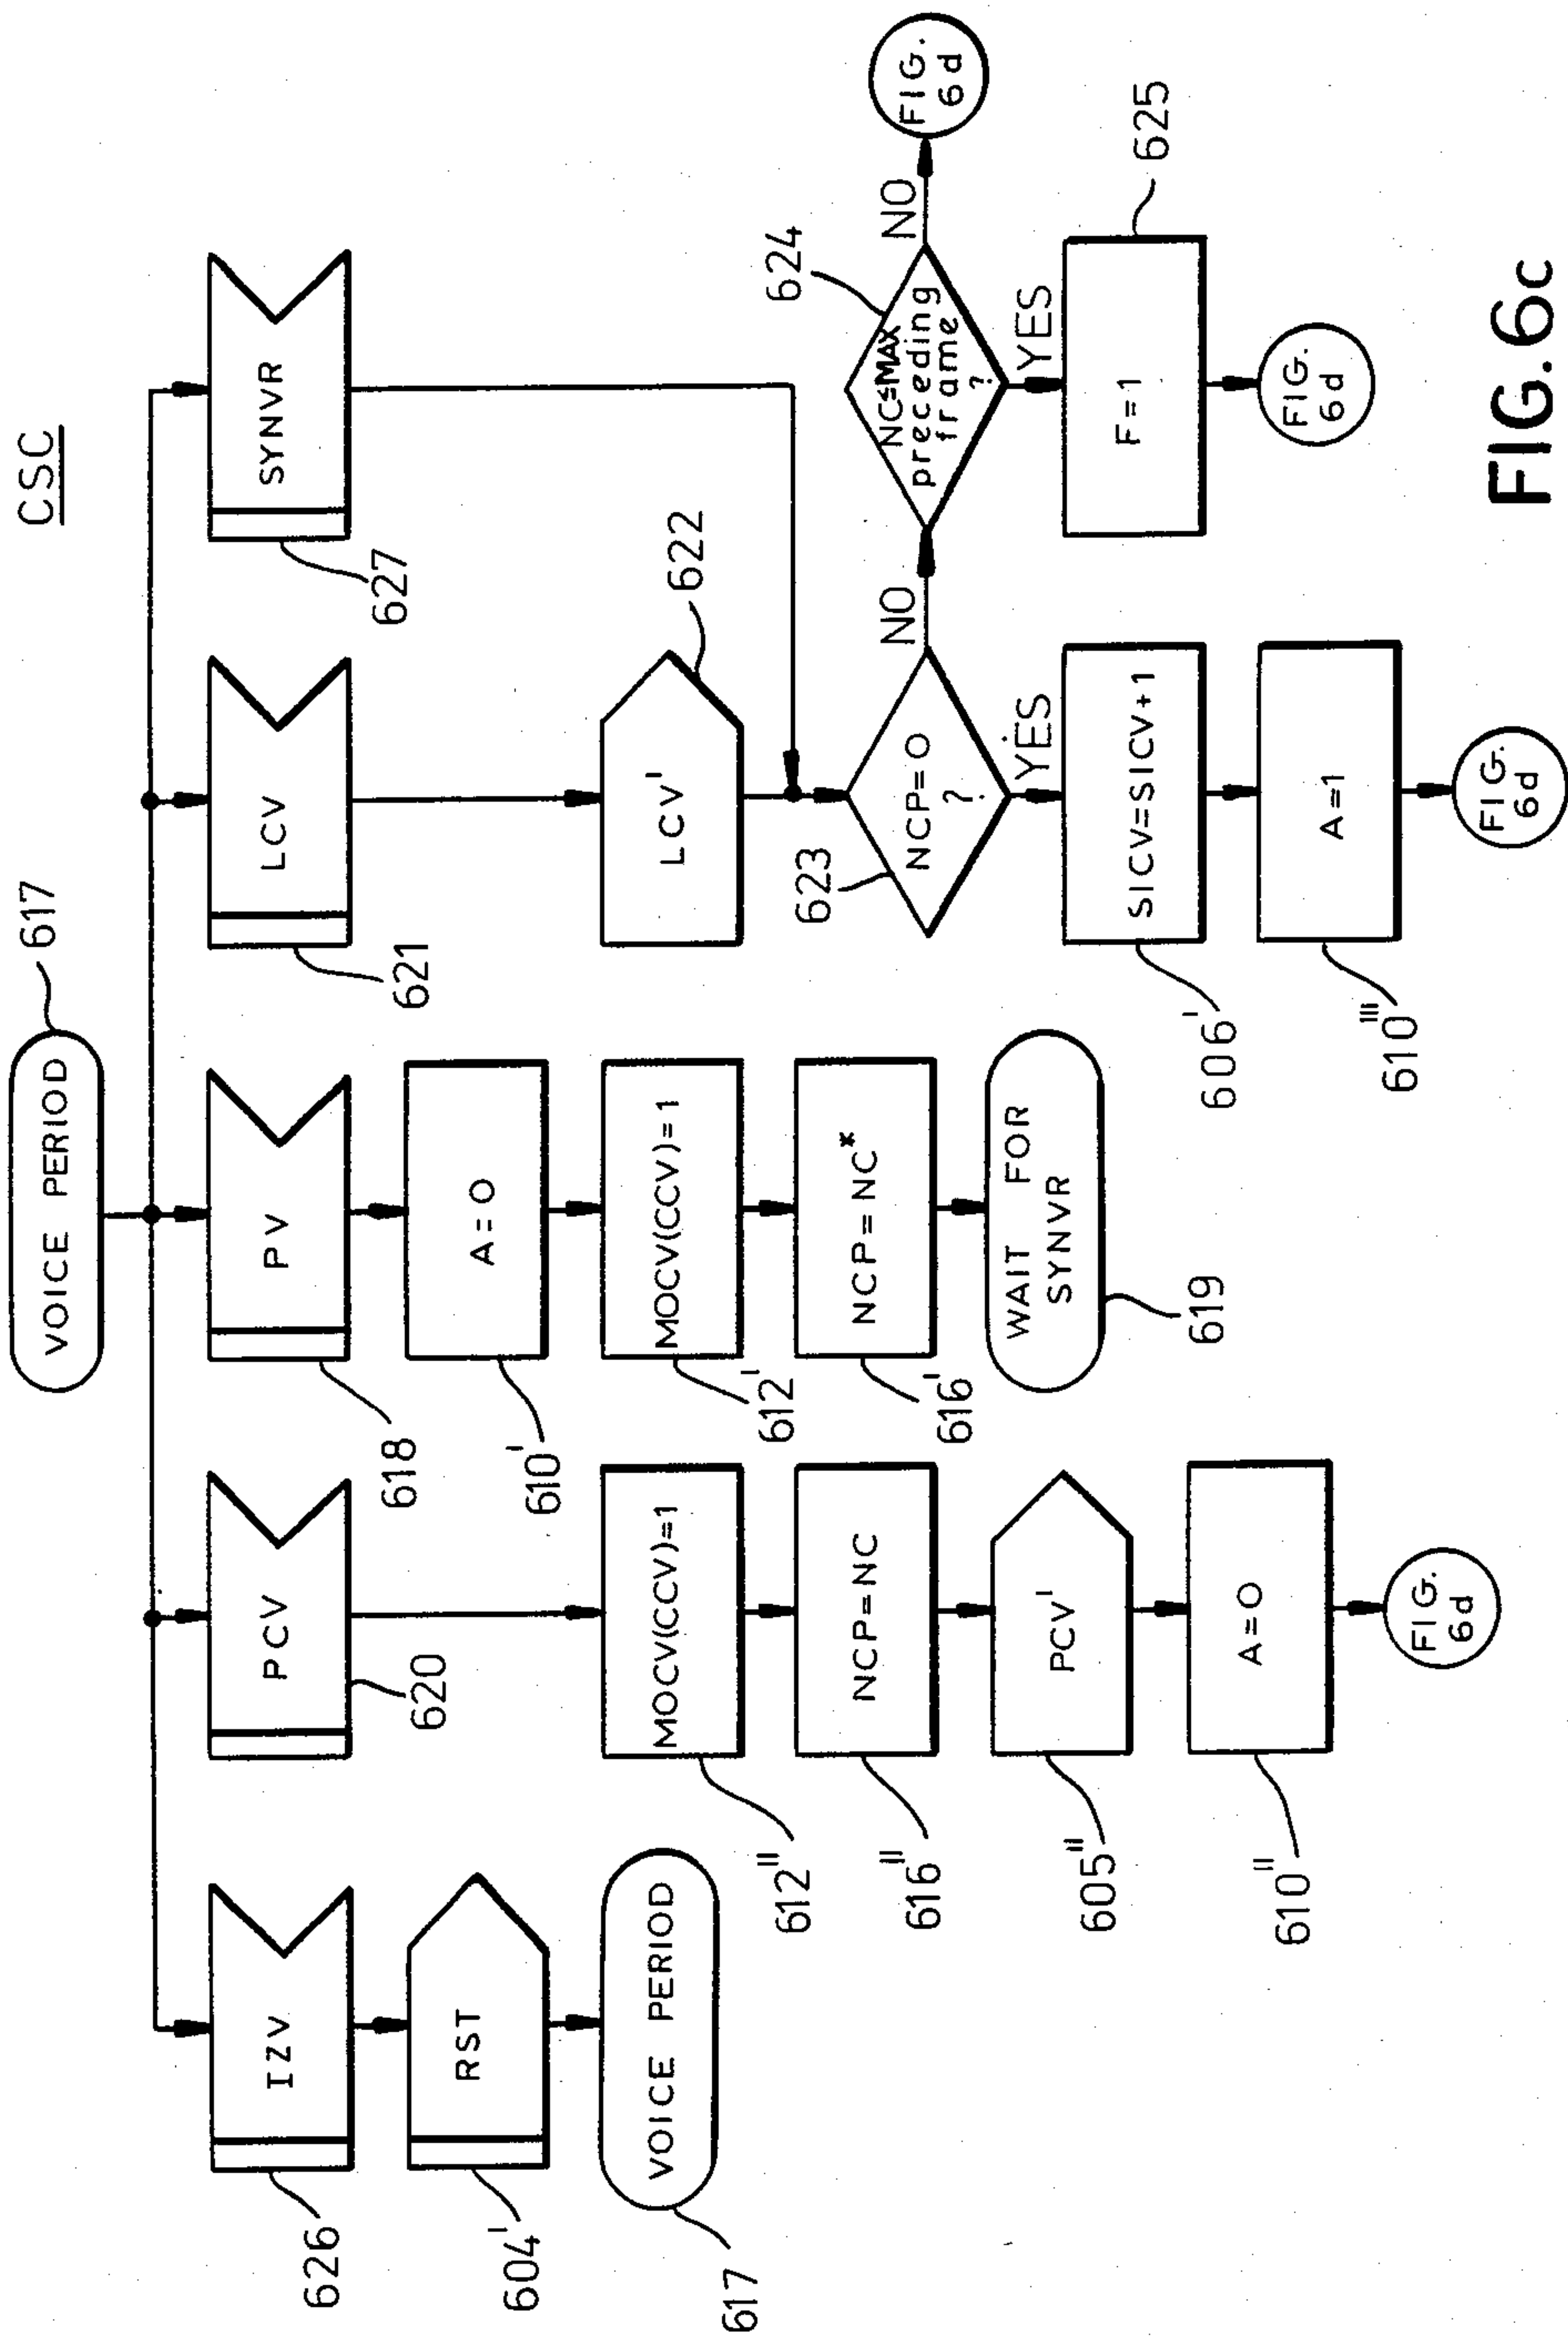 CSC
VOICE PERIOD
617
IZV
626
PCV
620
PV
618
LCV
621
SYNVR
627
RST
604'
A=0
610'
VOICE PERIOD
617
MOCV(CCV)=1
612"
MOCV(CCV)=1
612'
LCV'
622
NCP=NC
616"
NCP=NC*
616'
NCP=0
?
623
NO
YES
NC≤MAX
preceding
frame
?
624
NO
YES
FIG.
6d
PCV'
605"
WAIT FOR
SYNVR
619
SICV=SICV+1
606'
F=1
625
A=0
610"
A=1
610'''
FIG.
6d
FIG.
6d
FIG.
6d
FIG.6c